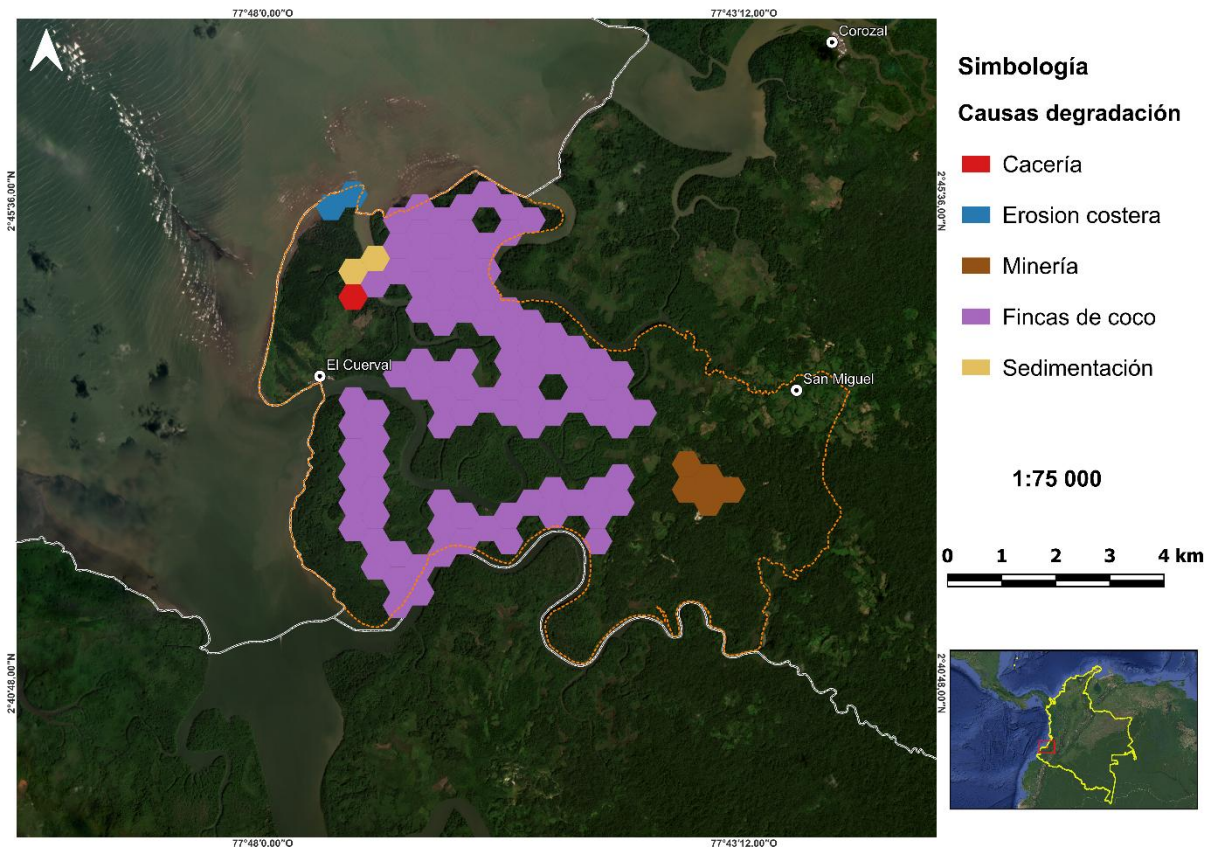 77°48'0.00"O
77°43'12.00"O
Corozal
2°45'36.00"N
2°45'36.00"N
El Cuerval
San Miguel
2°40'48.00"N
2°40'48.00"N
77°48'0.00"O
77°43'12.00"O
Simbología
Causas degradación
Cacería
Erosion costera
Minería
Fincas de coco
Sedimentación
1:75 000
0 1 2 3 4 km